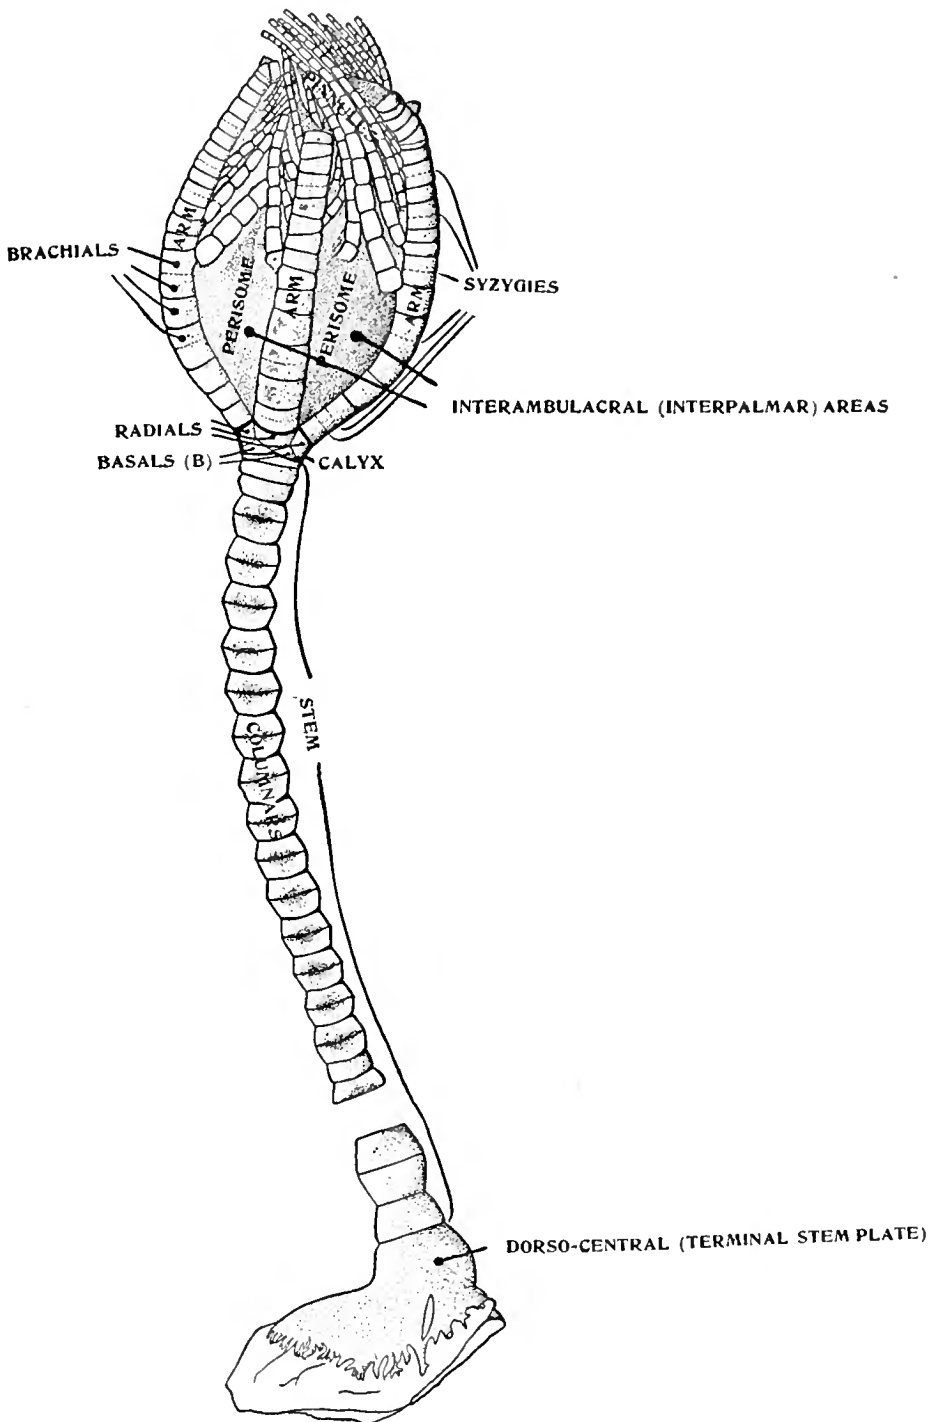 PINNULES
ARM
BRACHIALS
PERISOME
ARM
PERISOME
ARM
SYZYGIES
INTERAMBULACRAL (INTERPALMAR) AREAS
RADIALS
BASALS (B)
CALYX
STEM
COLUMNARS
DORSO-CENTRAL (TERMINAL STEM PLATE)